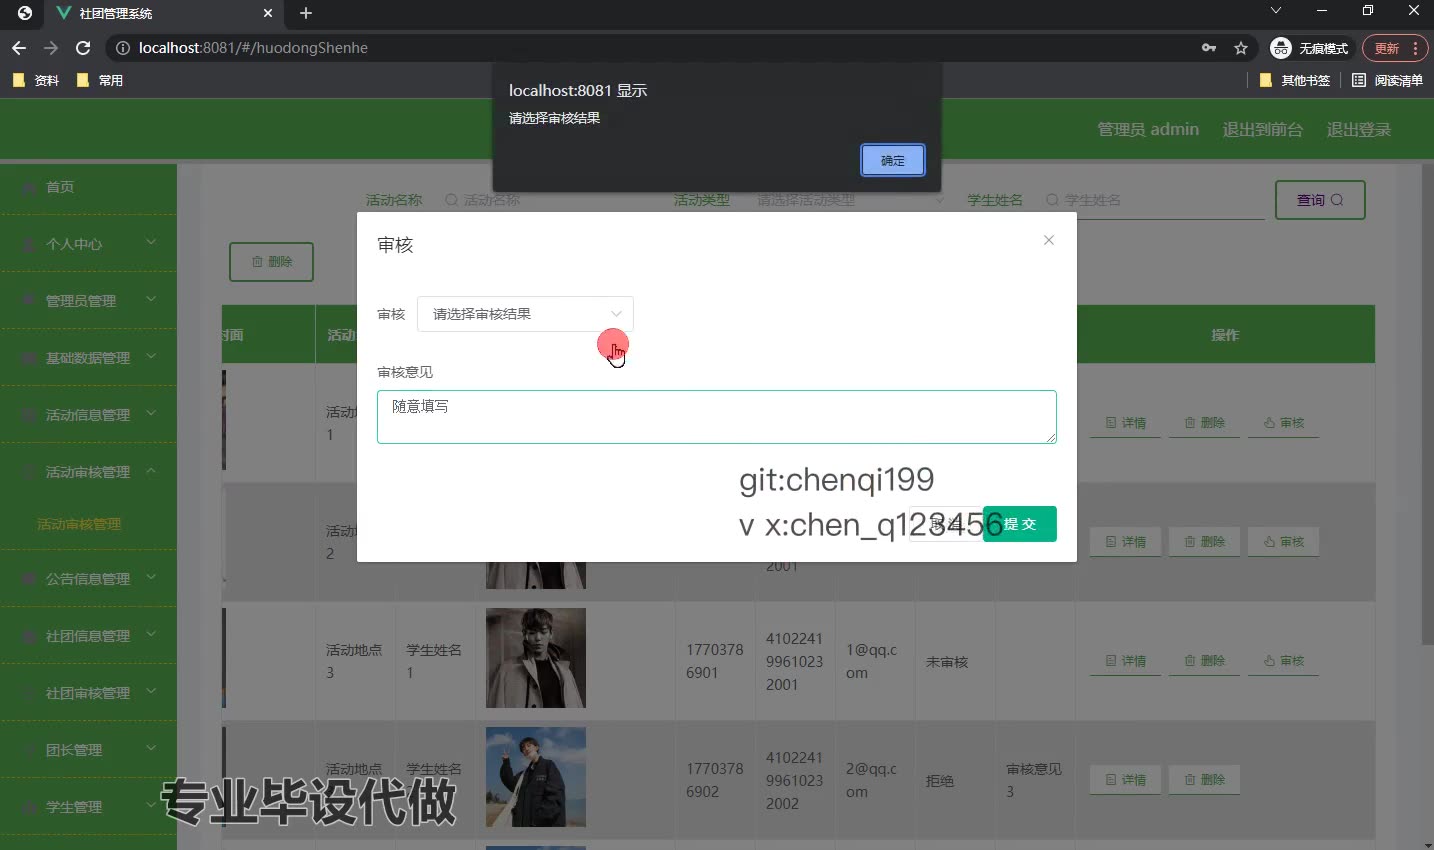 社团管理系统
localhost:8081/#/huodongShenhe
无痕模式
更新
资料
常用
其他书签
阅读清单
localhost:8081 显示
请选择审核结果
确定
管理员 admin
退出到前台
退出登录
首页
个人中心
管理员管理
基础数据管理
活动信息管理
活动审核管理
活动审核管理
公告信息管理
社团信息管理
社团审核管理
团长管理
学生管理
活动名称
活动名称
活动类型
请选择活动类型
学生姓名
学生姓名
查询
删除
封面
操作
审核
审核
请选择审核结果
审核意见
随意填写
取 消
提 交
git:chenqi199
v x:chen_q123456
1
详情
删除
审核
2
2001
详情
删除
审核
活动地点
3
学生姓名
1
1770378
6901
4102241
9961023
2001
1@qq.c
om
未审核
详情
删除
审核
活动地点
学生姓名
1770378
6902
4102241
9961023
2002
2@qq.c
om
拒绝
审核意见
3
详情
删除
专业毕设代做